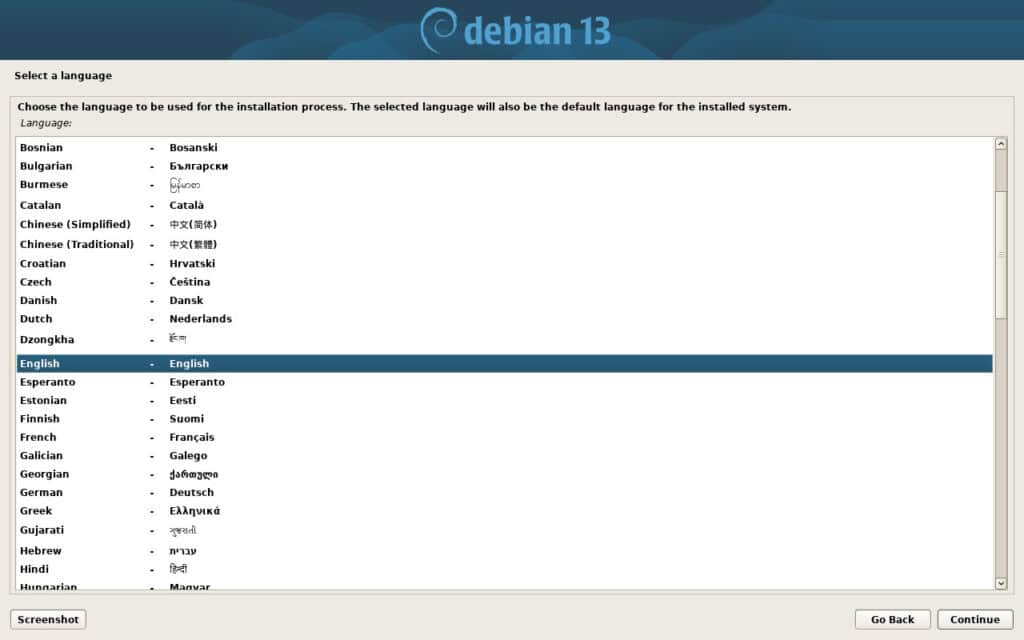 debian 13
Select a language
Choose the language to be used for the installation process. The selected language will also be the default language for the installed system.
Language:
Bosnian - Bosanski
Bulgarian - Български
Burmese - မြန်မာစာ
Catalan - Català
Chinese (Simplified) - 中文(简体)
Chinese (Traditional) - 中文(繁體)
Croatian - Hrvatski
Czech - Čeština
Danish - Dansk
Dutch - Nederlands
Dzongkha - རྫོང་ཁ།
English - English
Esperanto - Esperanto
Estonian - Eesti
Finnish - Suomi
French - Français
Galician - Galego
Georgian - ქართული
German - Deutsch
Greek - Ελληνικά
Gujarati - ગુજરાતી
Hebrew - עברית
Hindi - हिन्दी
Hungarian - Magyar
Screenshot Go Back Continue